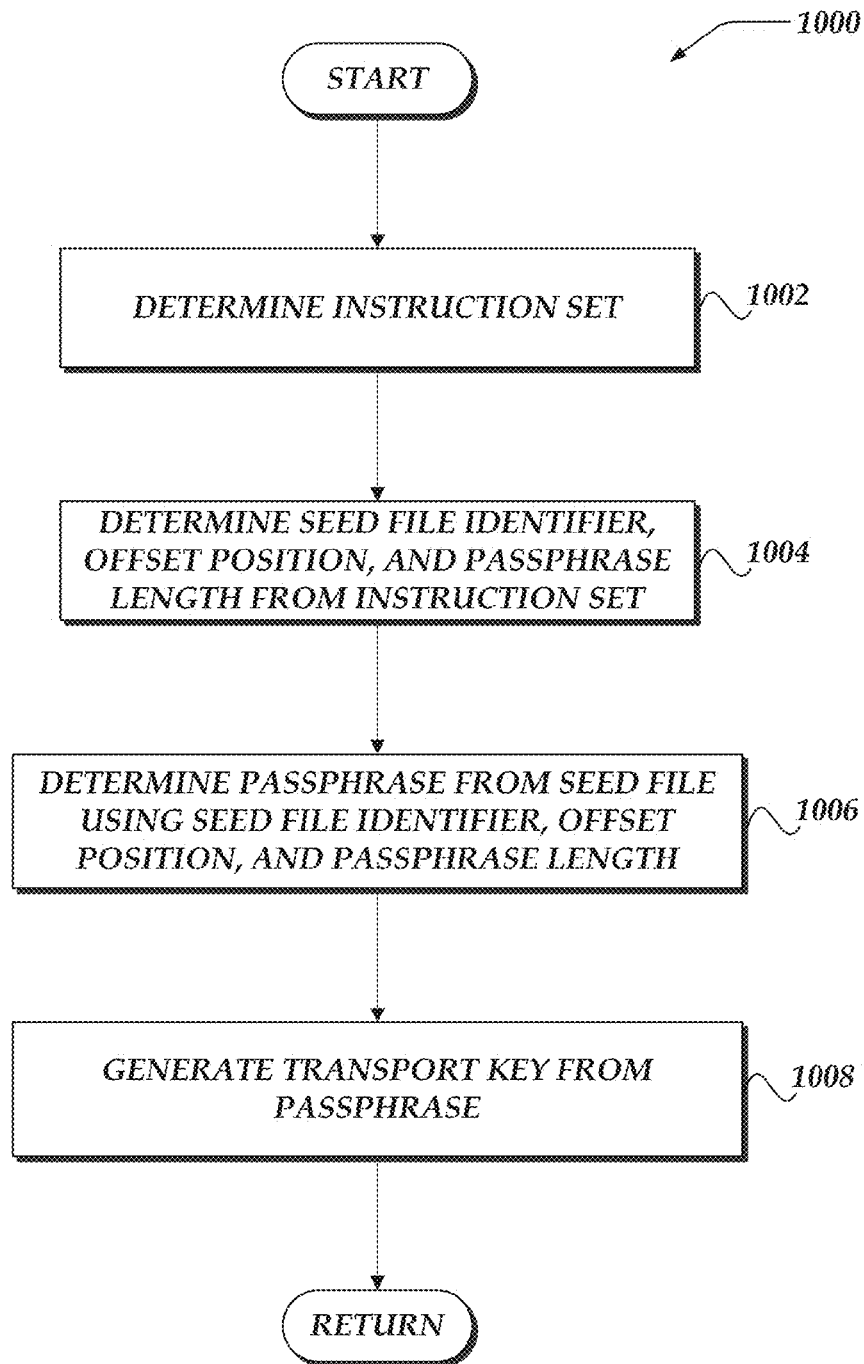 1000
START
DETERMINE INSTRUCTION SET
1002
DETERMINE SEED FILE IDENTIFIER,
OFFSET POSITION, AND PASSPHRASE
LENGTH FROM INSTRUCTION SET
1004
DETERMINE PASSPHRASE FROM SEED FILE
USING SEED FILE IDENTIFIER, OFFSET
POSITION, AND PASSPHRASE LENGTH
1006
GENERATE TRANSPORT KEY FROM
PASSPHRASE
1008
RETURN